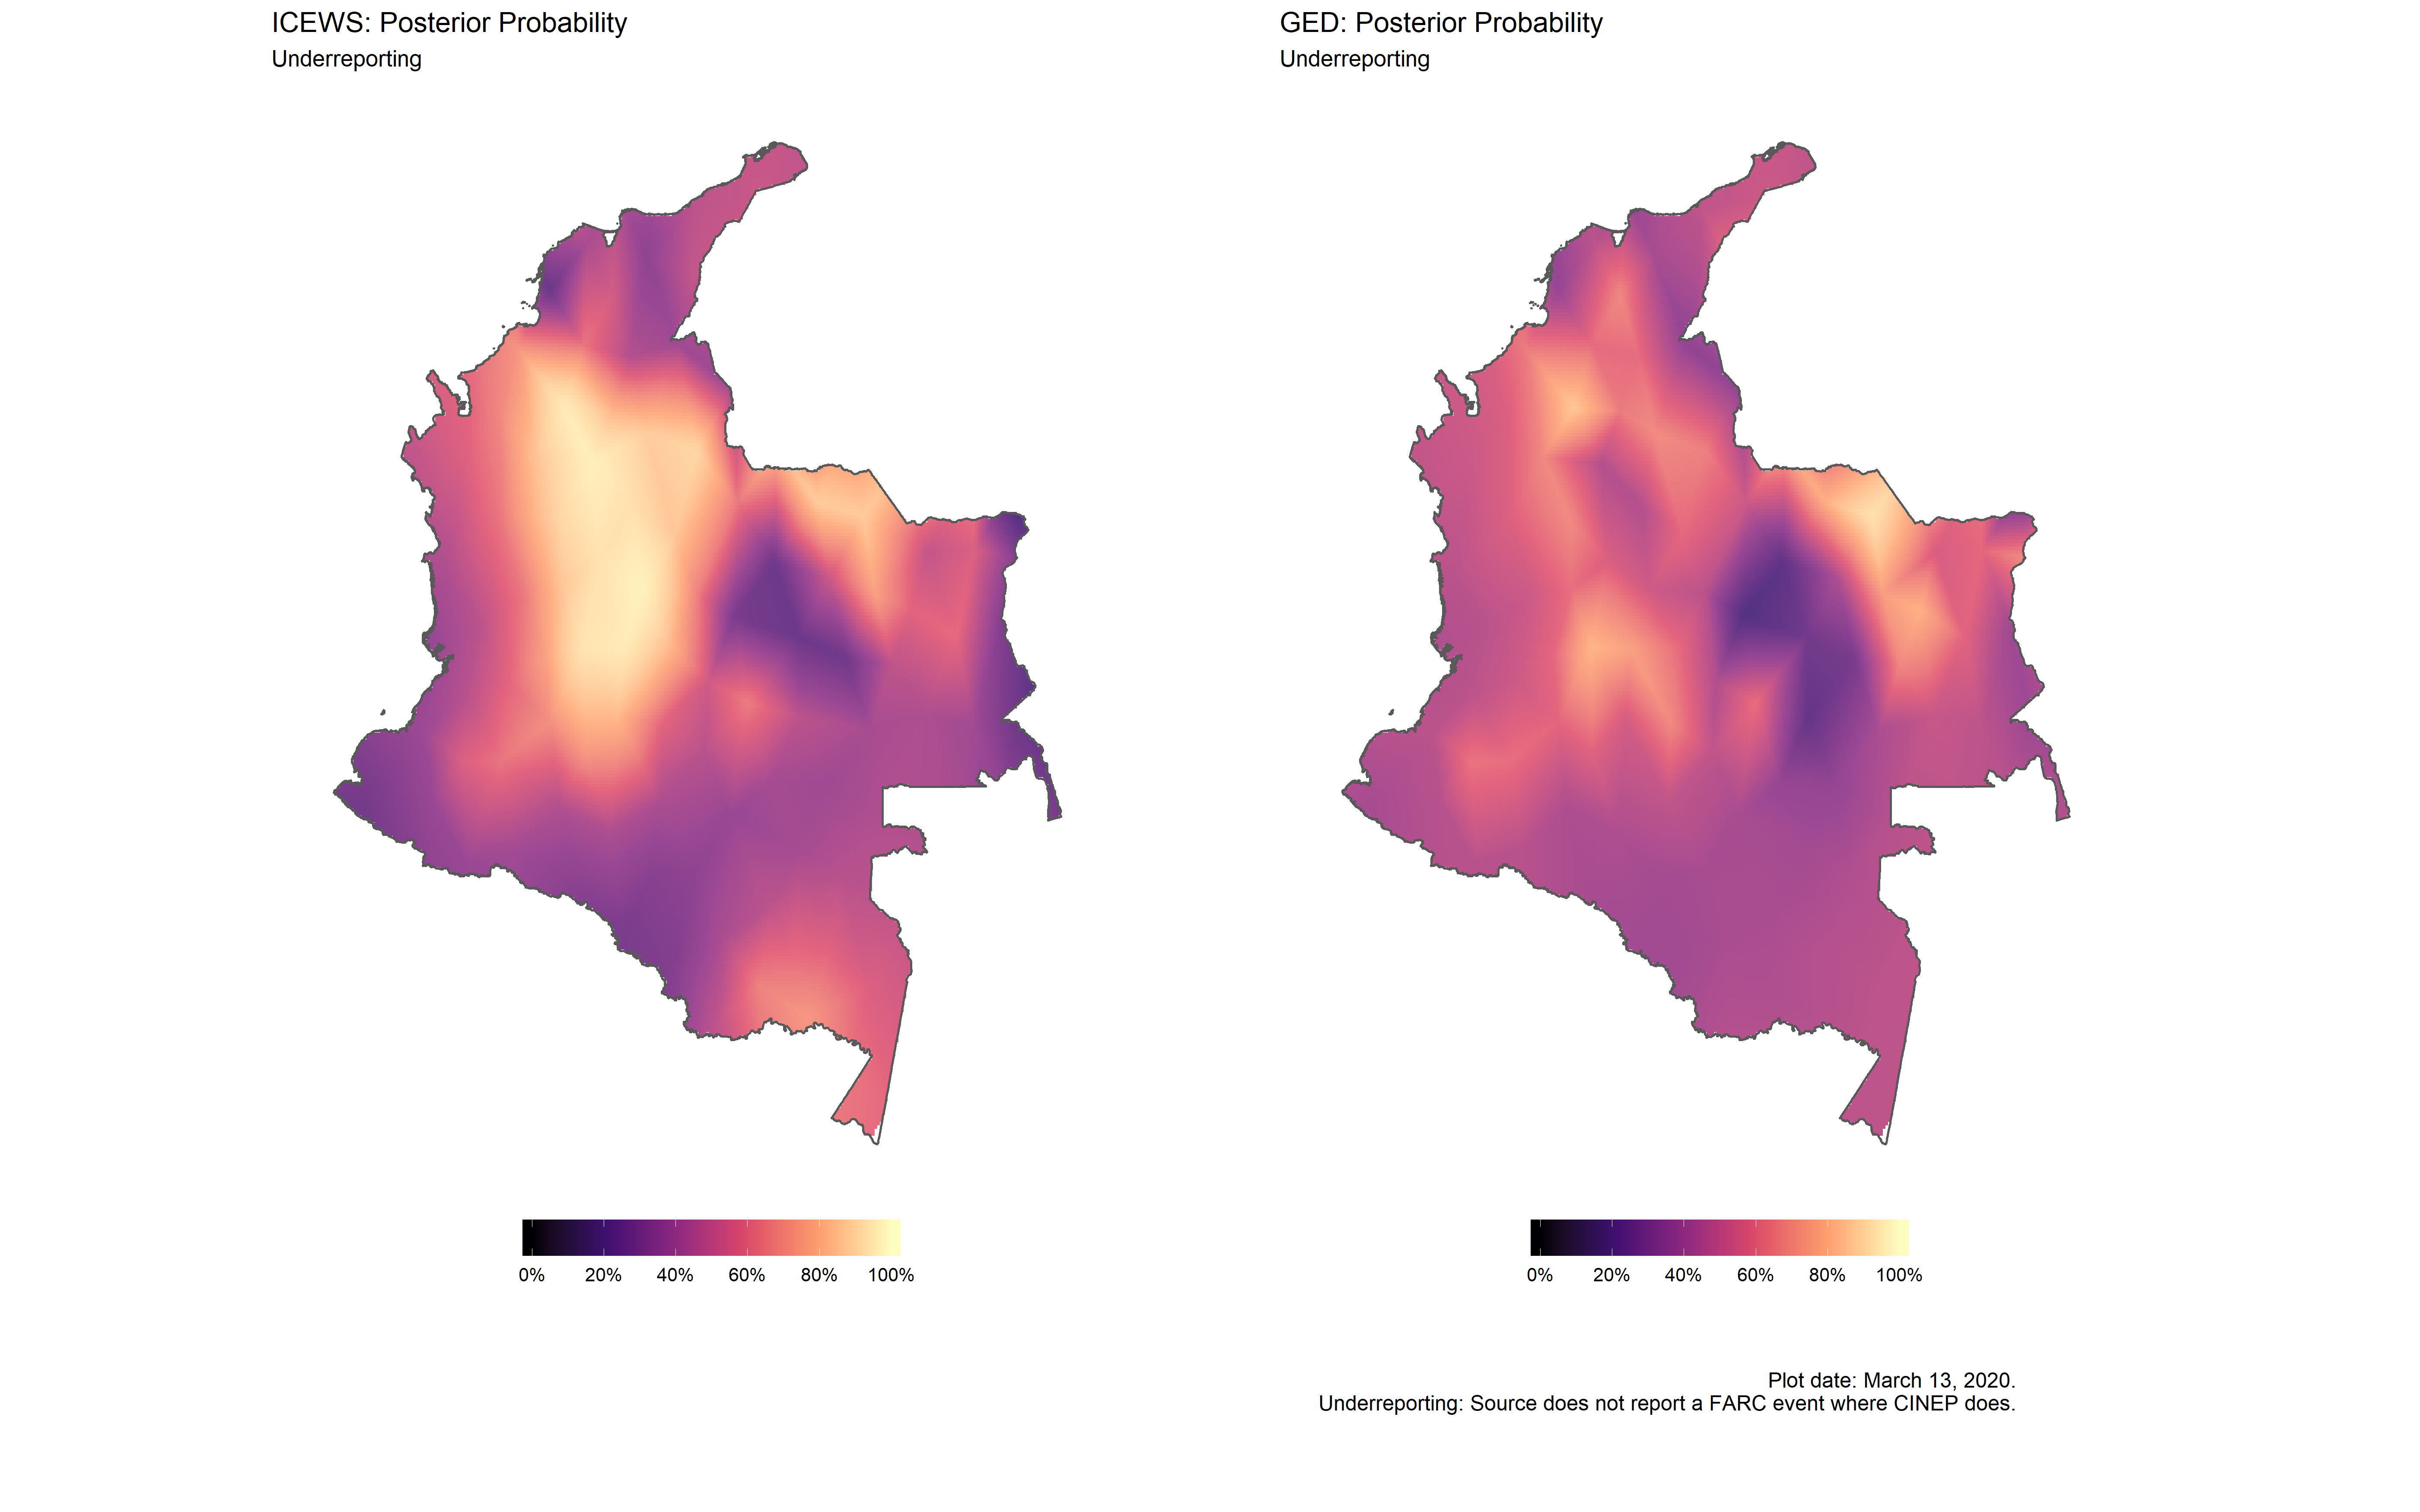 ICEWS: Posterior Probability
Underreporting
GED: Posterior Probability
Underreporting
0% 20% 40% 60% 80% 100%
0% 20% 40% 60% 80% 100%
Plot date: March 13, 2020.
Underreporting: Source does not report a FARC event where CINEP does.